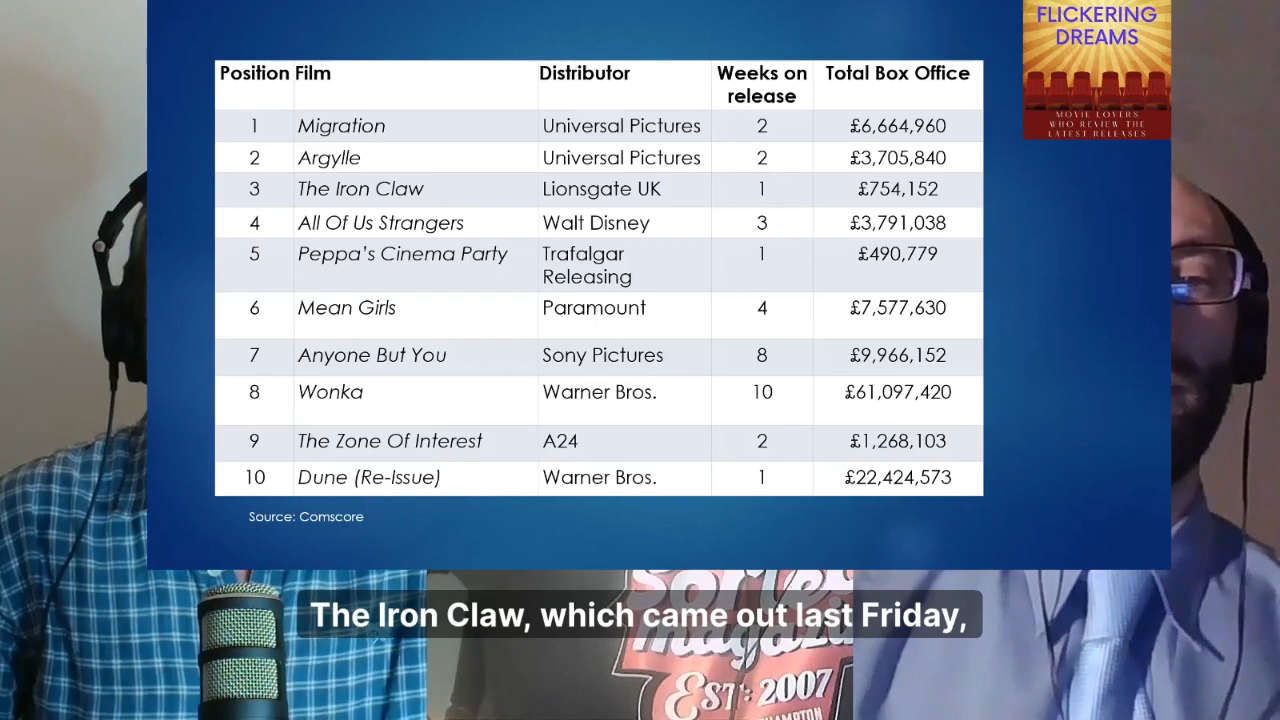 FLICKERING
DREAMS
MOVIE LOVERS
WHO REVIEW THE
LATEST RELEASES
Position Film Distributor Weeks on release Total Box Office
1 Migration Universal Pictures 2 £6,664,960
2 Argylle Universal Pictures 2 £3,705,840
3 The Iron Claw Lionsgate UK 1 £754,152
4 All Of Us Strangers Walt Disney 3 £3,791,038
5 Peppa’s Cinema Party Trafalgar Releasing 1 £490,779
6 Mean Girls Paramount 4 £7,577,630
7 Anyone But You Sony Pictures 8 £9,966,152
8 Wonka Warner Bros. 10 £61,097,420
9 The Zone Of Interest A24 2 £1,268,103
10 Dune (Re-Issue) Warner Bros. 1 £22,424,573
Source: Comscore
The Iron Claw, which came out last Friday,
Sorted
magazine
EST: 2007